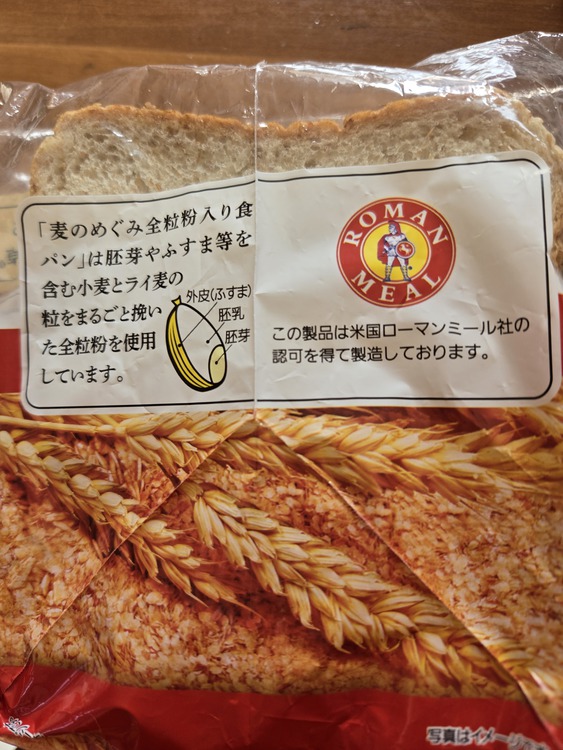 「麦のめぐみ全粒粉入り食
パン」は胚芽やふすま等を
含む小麦とライ麦の
粒をまるごと挽い
た全粒粉を使用
しています。
外皮(ふすま)
胚乳
胚芽
ROMAN
MEAL
この製品は米国ローマンミール社の
認可を得て製造しております。
写真はイメージ